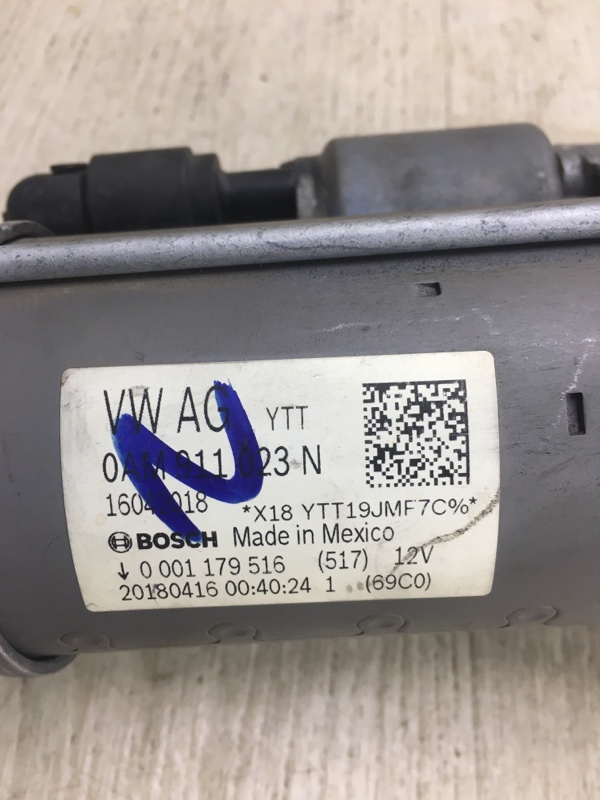 VW AG YTT
0AM 911 023 N
16042018 *X18 YTT19JMF7C%*
BOSCH Made in Mexico
↓ 0 001 179 516 (517) 12V
20180416 00:40:24 1 (69C0)